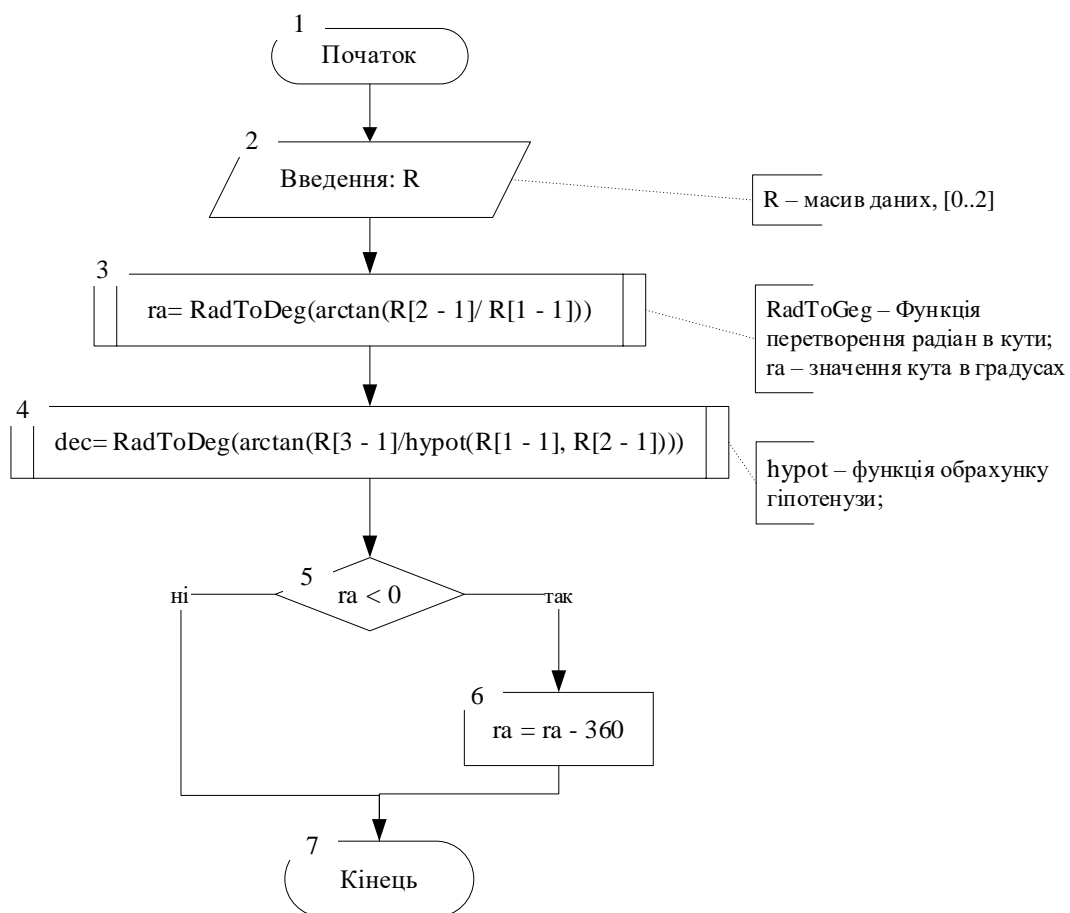 1
Початок
2
Введення: R
R – масив даних, [0..2]
3
ra= RadToDeg(arctan(R[2 - 1]/ R[1 - 1]))
RadToGeg – Функція
перетворення радіан в кути;
ra – значення кута в градусах
4
dec= RadToDeg(arctan(R[3 - 1]/hypot(R[1 - 1], R[2 - 1])))
hypot – функція обрахунку
гіпотенузи;
5
ra < 0
ні
так
6
ra = ra - 360
7
Кінець